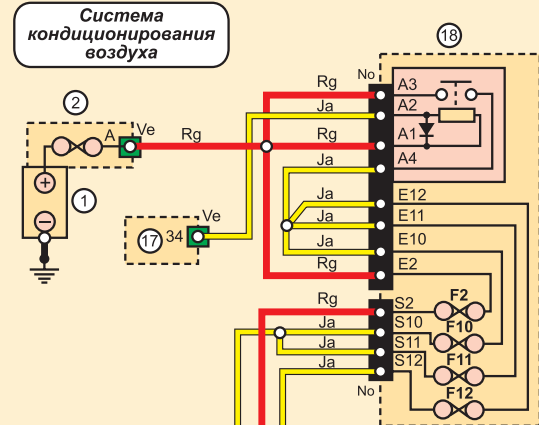 Система
кондиционирования
воздуха
18
No
Rg
A3
2
Ja
A2
A
Ve
Rg
Rg
A1
Ja
A4
+
1
Ja
E12
Ve
Ja
E11
17
34
−
Ja
E10
Rg
E2
Rg
S2
F2
Ja
S10
F10
Ja
S11
F11
Ja
S12
F12
No